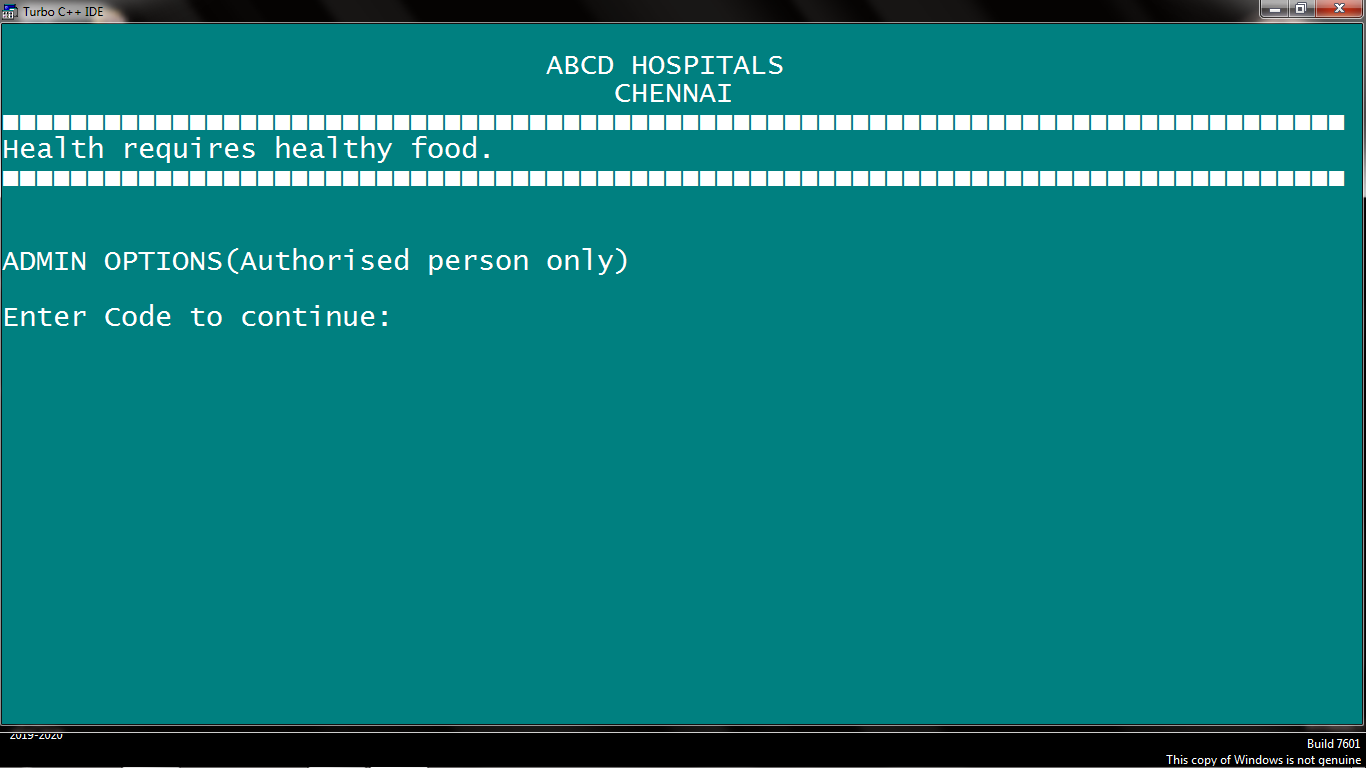 Turbo C++ IDE
ABCD HOSPITALS
CHENNAI
Health requires healthy food.
ADMIN OPTIONS(Authorised person only)
Enter Code to continue:
2019-2020
Build 7601
This copy of Windows is not genuine